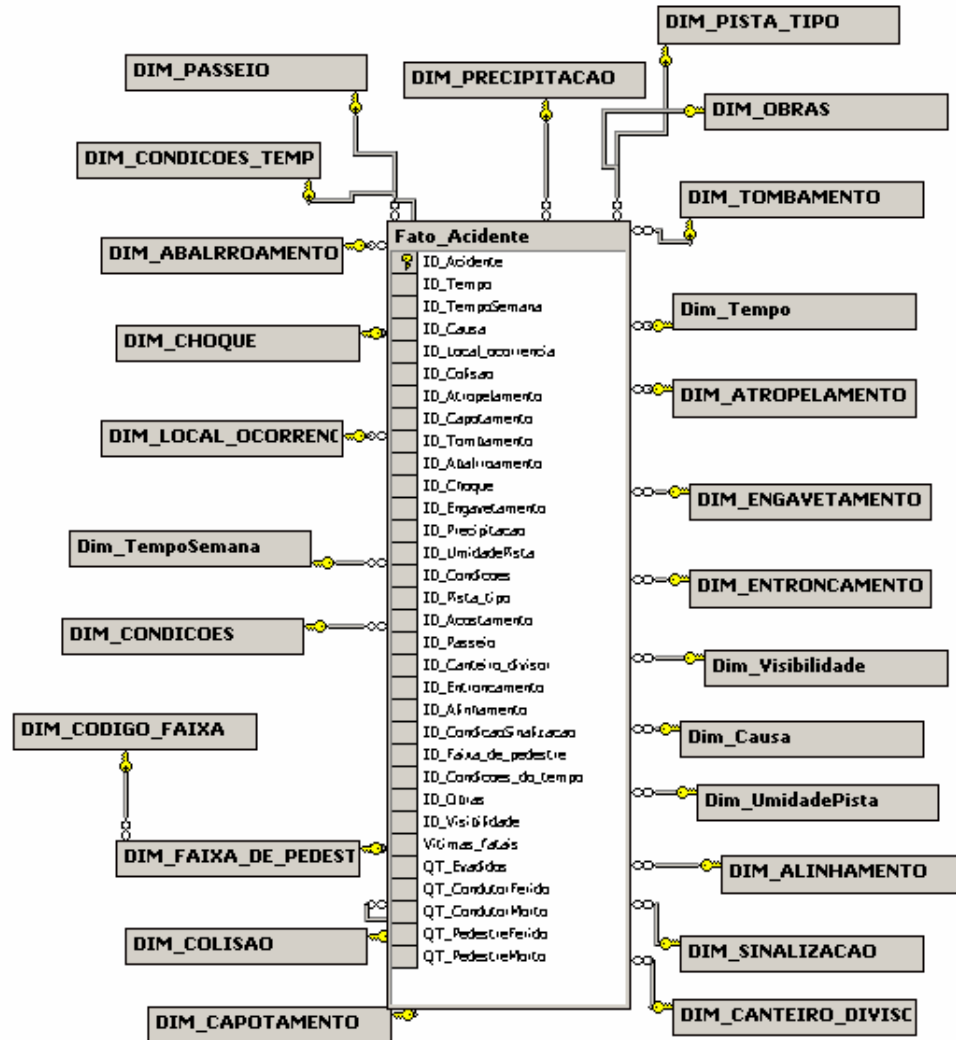 DIM_PISTA_TIPO
DIM_PASSEIO
DIM_PRECIPITACAO
DIM_OBRAS
DIM_CONDICOES_TEMP
DIM_TOMBAMENTO
DIM_ABALRROAMENTO
DIM_CHOQUE
DIM_LOCAL_OCORRENC
Dim_TempoSemana
DIM_CONDICOES
DIM_CODIGO_FAIXA
DIM_FAIXA_DE_PEDEST
DIM_COLISAO
DIM_CAPOTAMENTO
Fato_Acidente
ID_Acidente
ID_Tempo
ID_TempoSemana
ID_Causa
ID_Local_ocorrencia
ID_Colisao
ID_Atropelamento
ID_Capotamento
ID_Tombamento
ID_Abalrroamento
ID_Choque
ID_Engavetamento
ID_Precipitacao
ID_UmidadePista
ID_Condicoes
ID_Pista_tipo
ID_Acostamento
ID_Passeio
ID_Canteiro_divisor
ID_Entroncamento
ID_Alinhamento
ID_CondicaoSinalizacao
ID_Faixa_de_pedestre
ID_Condicoes_do_tempo
ID_Obras
ID_Visibilidade
Vitimas_fatais
QT_Evadidos
QT_CondutorFerido
QT_CondutorMorto
QT_PedestreFerido
QT_PedestreMorto
Dim_Tempo
DIM_ATROPELAMENTO
DIM_ENGAVETAMENTO
DIM_ENTRONCAMENTO
Dim_Visibilidade
Dim_Causa
Dim_UmidadePista
DIM_ALINHAMENTO
DIM_SINALIZACAO
DIM_CANTEIRO_DIVISC